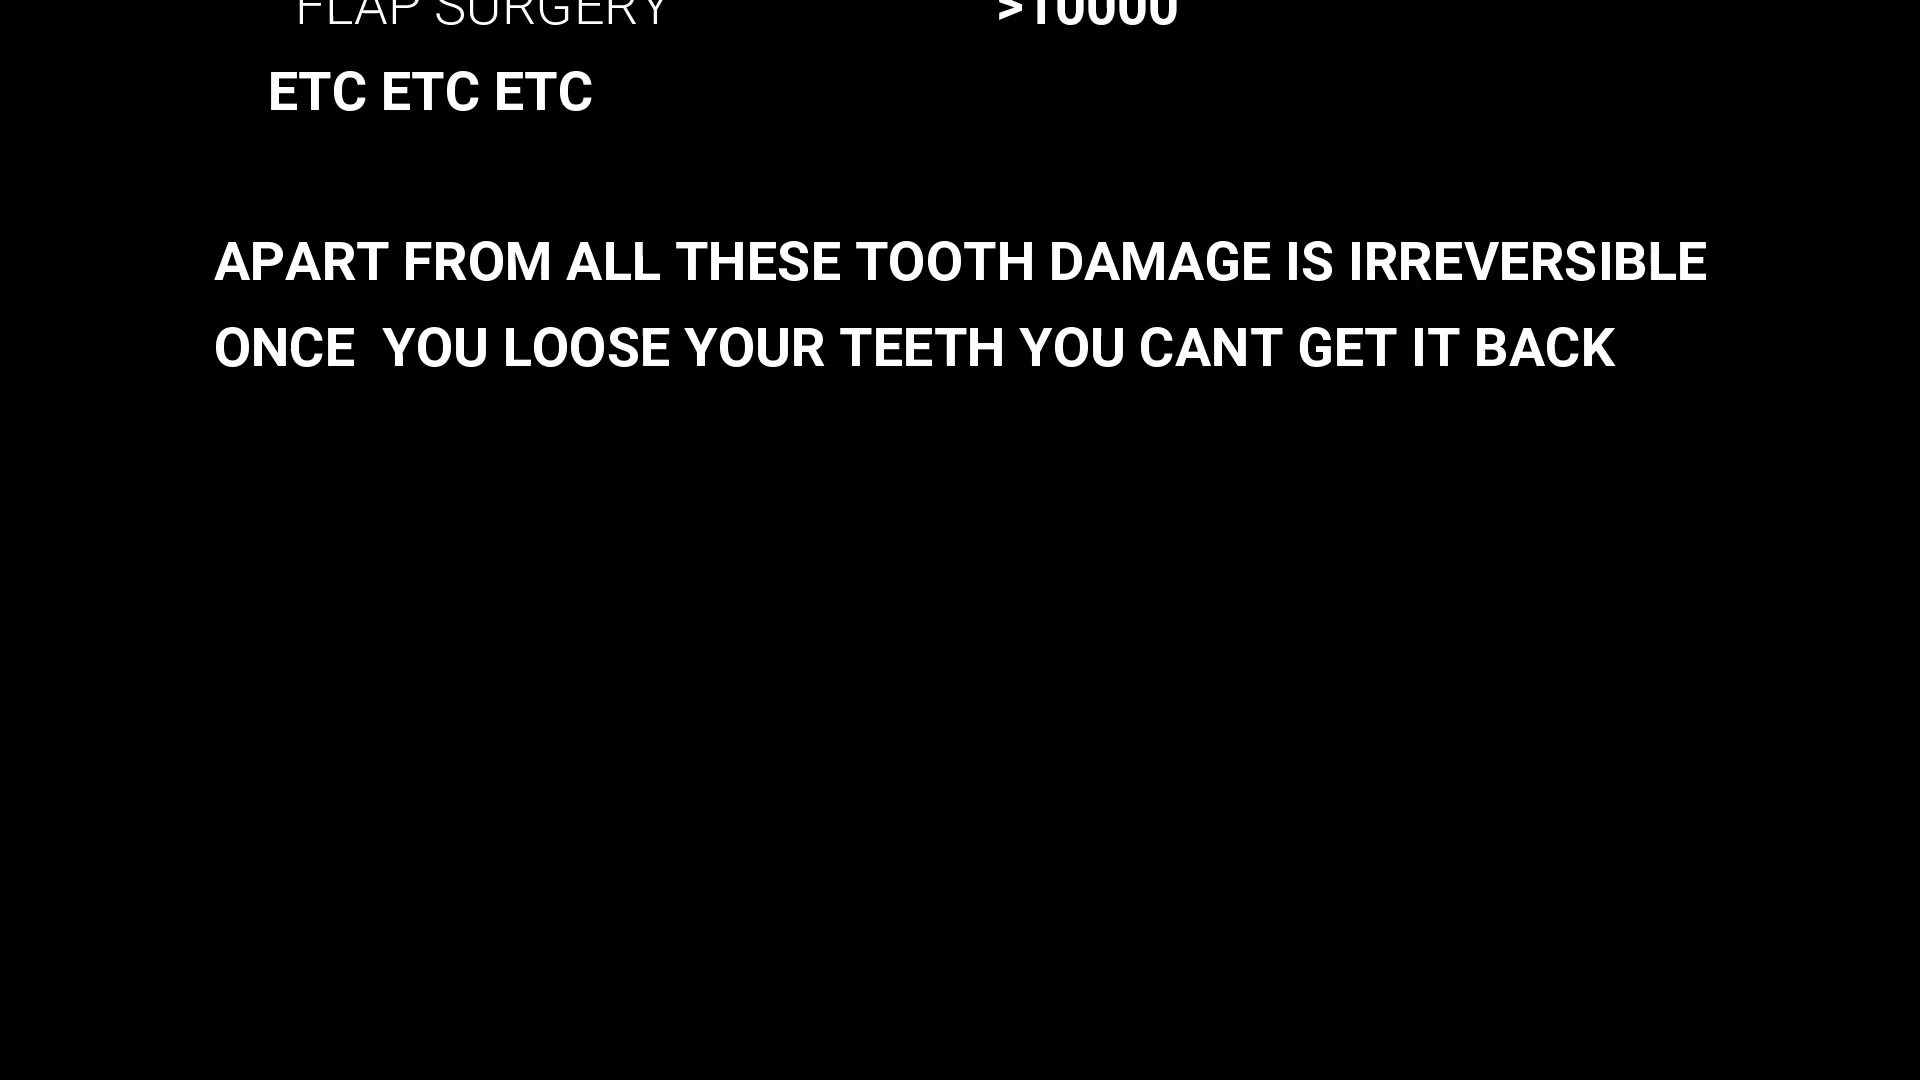 FLAP SURGERY >10000
ETC ETC ETC
APART FROM ALL THESE TOOTH DAMAGE IS IRREVERSIBLE
ONCE  YOU LOOSE YOUR TEETH YOU CANT GET IT BACK